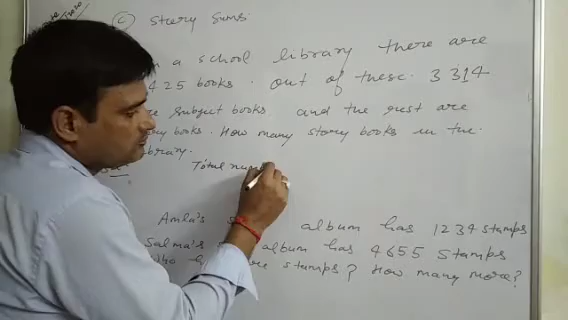 (c) Story Sums
a school library there are
425 books. out of these. 3314
subject books and the rest are
books. How many story books in the
library.
Total nu
Amla's album has 1234 stamps
Salma's album has 4655 stamps
stamps? How many more?